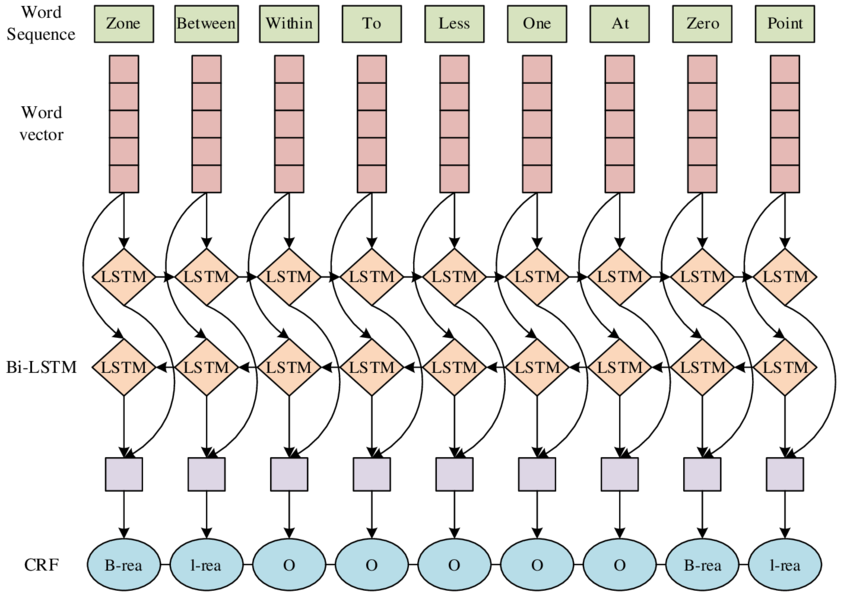 Word
Sequence
Zone Between Within To Less One At Zero Point
Word
vector
LSTM LSTM LSTM LSTM LSTM LSTM LSTM LSTM LSTM
Bi-LSTM
LSTM LSTM LSTM LSTM LSTM LSTM LSTM LSTM LSTM
CRF
B-rea l-rea O O O O O B-rea l-rea